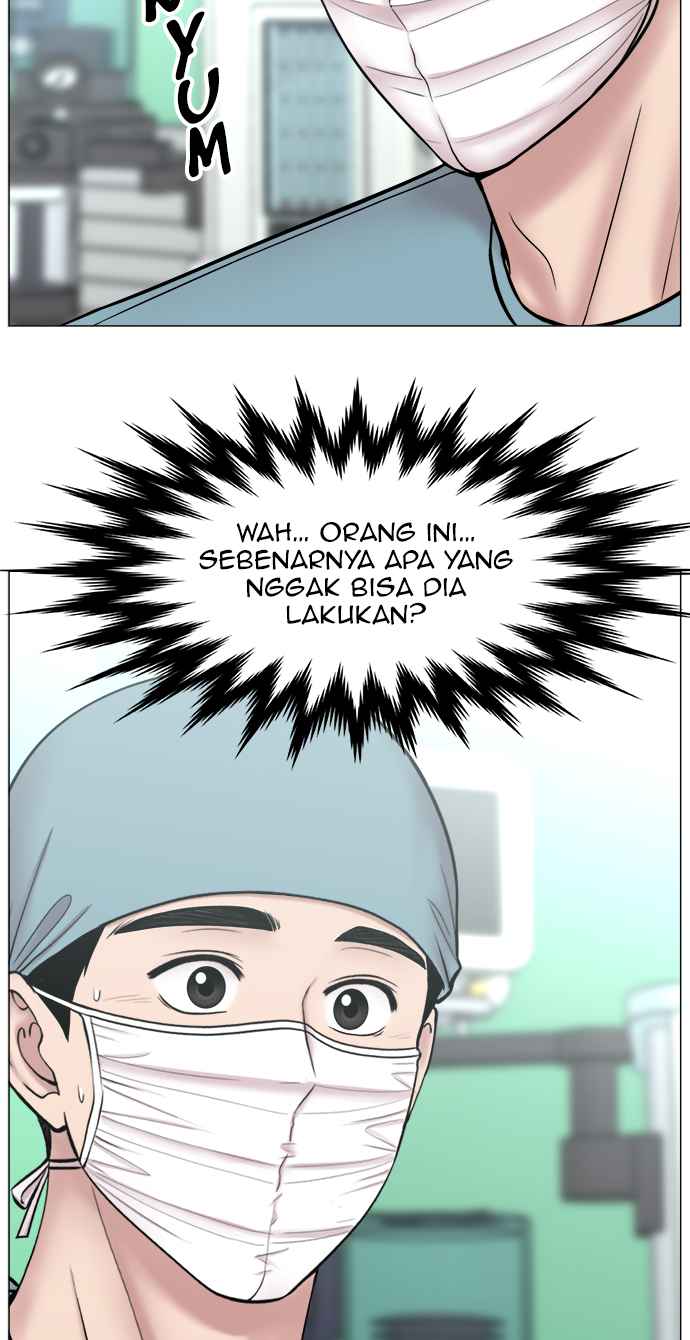 NYUM
WAH... ORANG INI...
SEBENARNYA APA YANG
NGGAK BISA DIA
LAKUKAN?